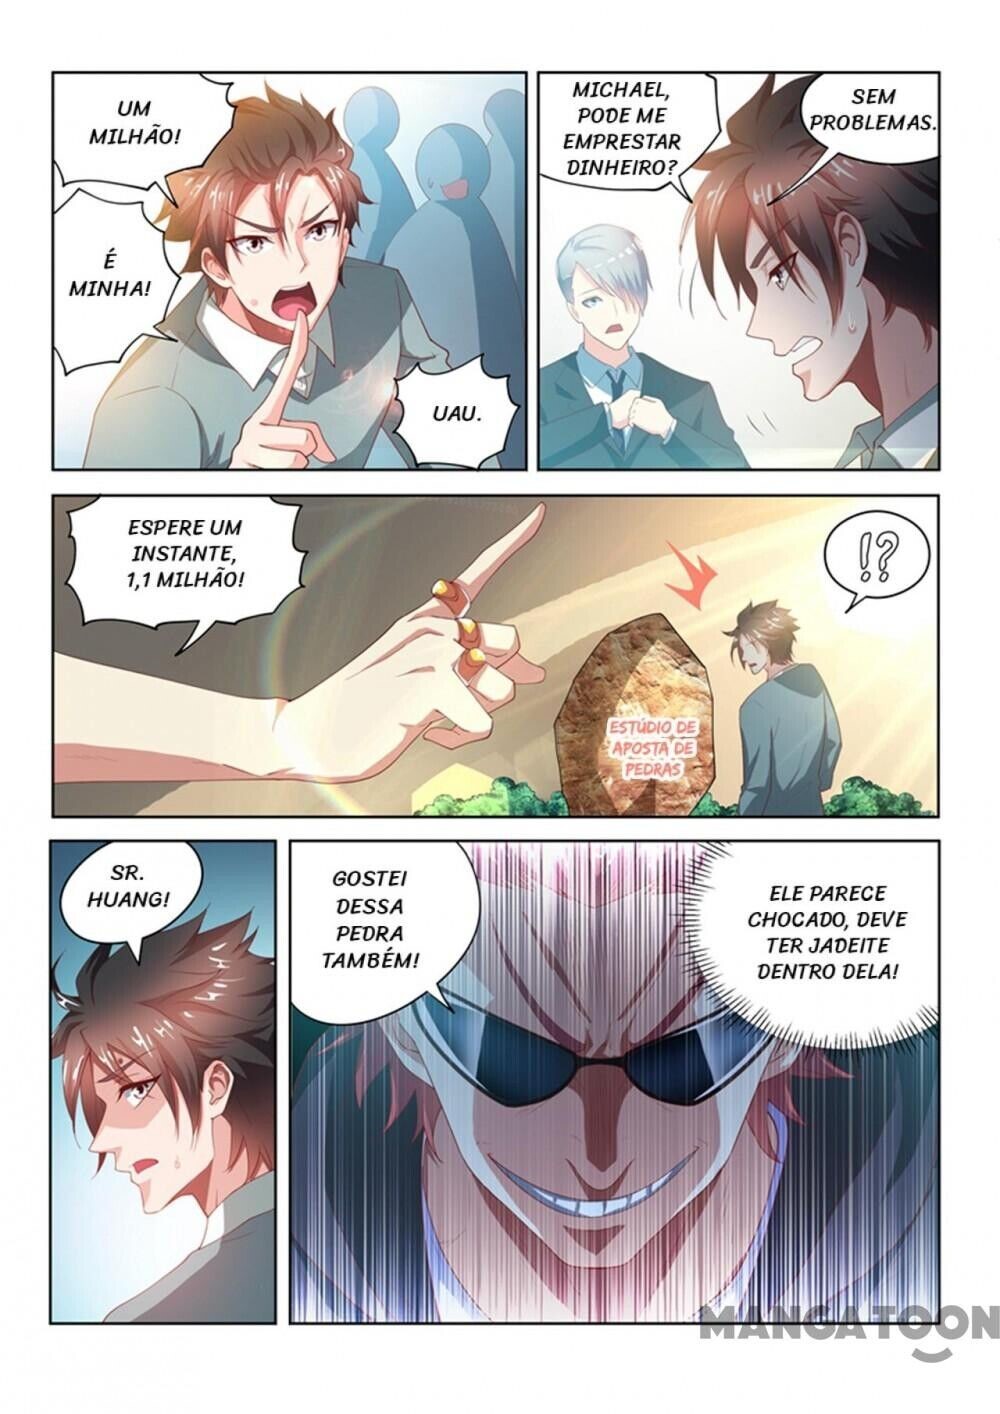 UM
MILHÃO!
É
MINHA!
UAU.
MICHAEL,
PODE ME
EMPRESTAR
DINHEIRO?
SEM
PROBLEMAS.
ESPERE UM
INSTANTE,
1,1 MILHÃO!
!?
ESTÚDIO DE
APOSTA DE
PEDRAS
SR.
HUANG!
GOSTEI
DESSA
PEDRA
TAMBÉM!
ELE PARECE
CHOCADO, DEVE
TER JADEITE
DENTRO DELA!
MANGATOON